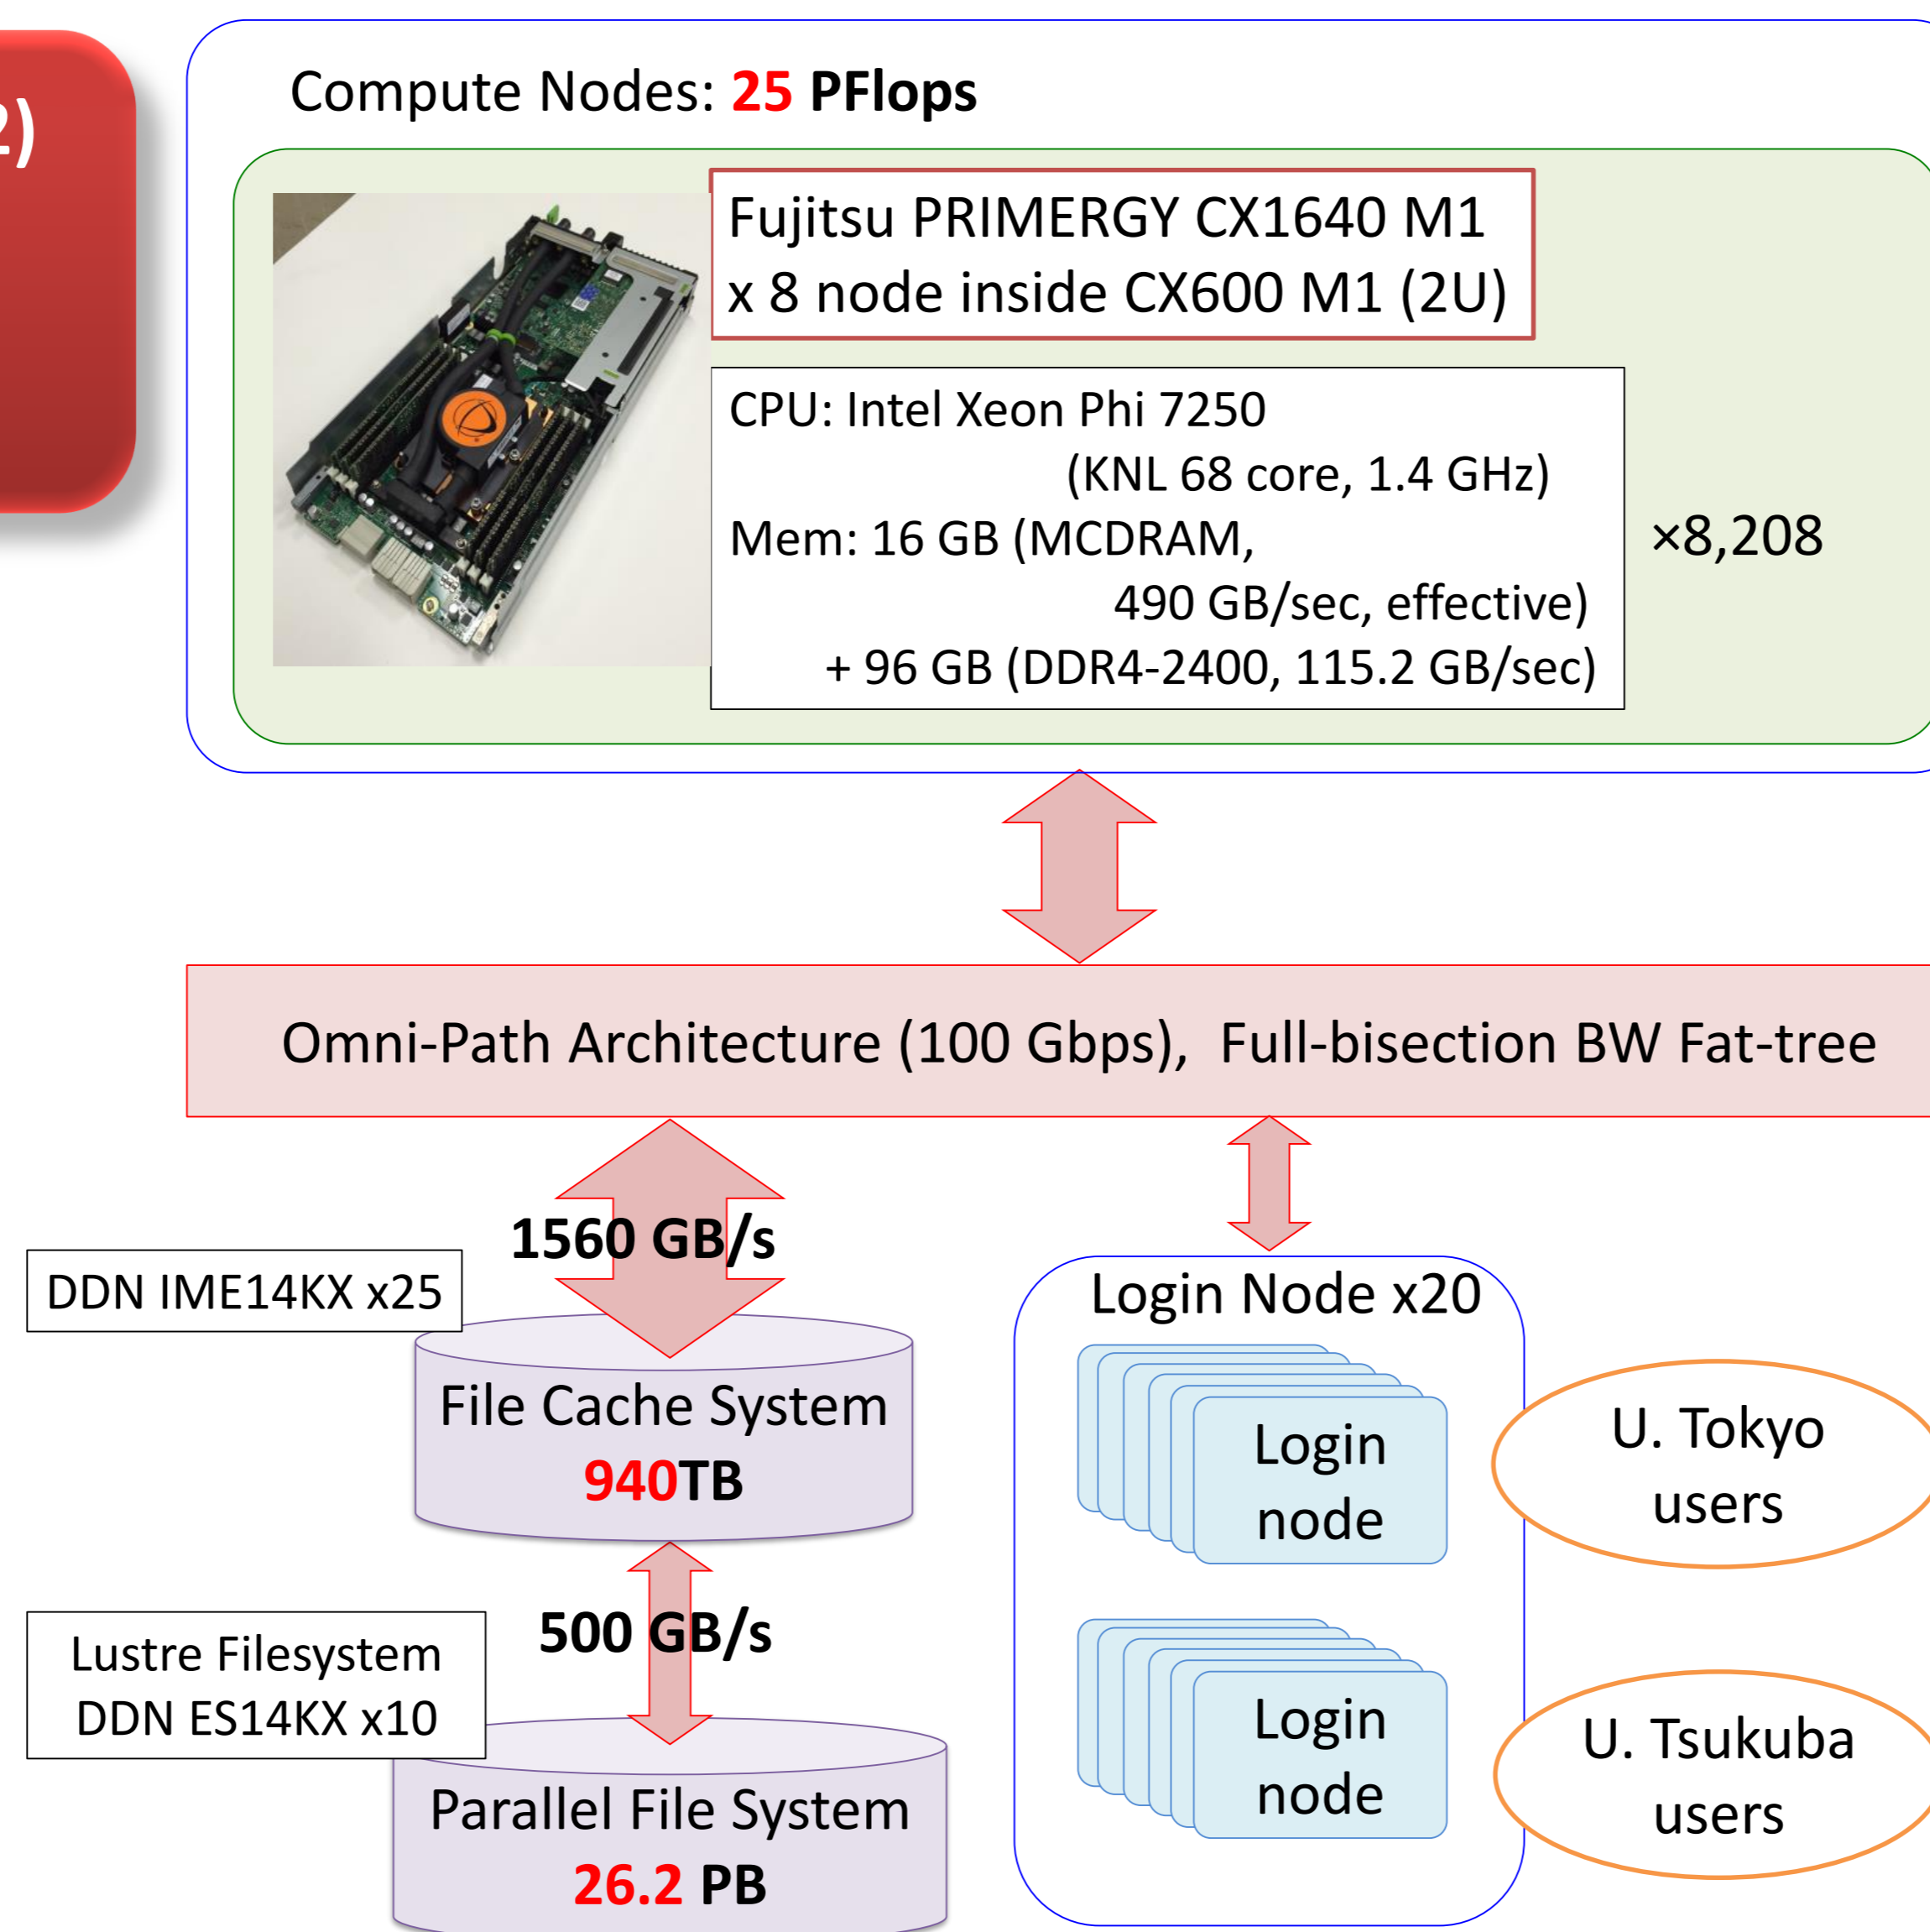 2)
Compute Nodes: 25 PFlops
Fujitsu PRIMERGY CX1640 M1
x 8 node inside CX600 M1 (2U)
CPU: Intel Xeon Phi 7250
(KNL 68 core, 1.4 GHz)
Mem: 16 GB (MCDRAM,
490 GB/sec, effective)
+ 96 GB (DDR4-2400, 115.2 GB/sec)
×8,208
Omni-Path Architecture (100 Gbps), Full-bisection BW Fat-tree
1560 GB/s
DDN IME14KX x25
File Cache System
940TB
500 GB/s
Lustre Filesystem
DDN ES14KX x10
Parallel File System
26.2 PB
Login Node x20
Login
node
U. Tokyo
users
Login
node
U. Tsukuba
users